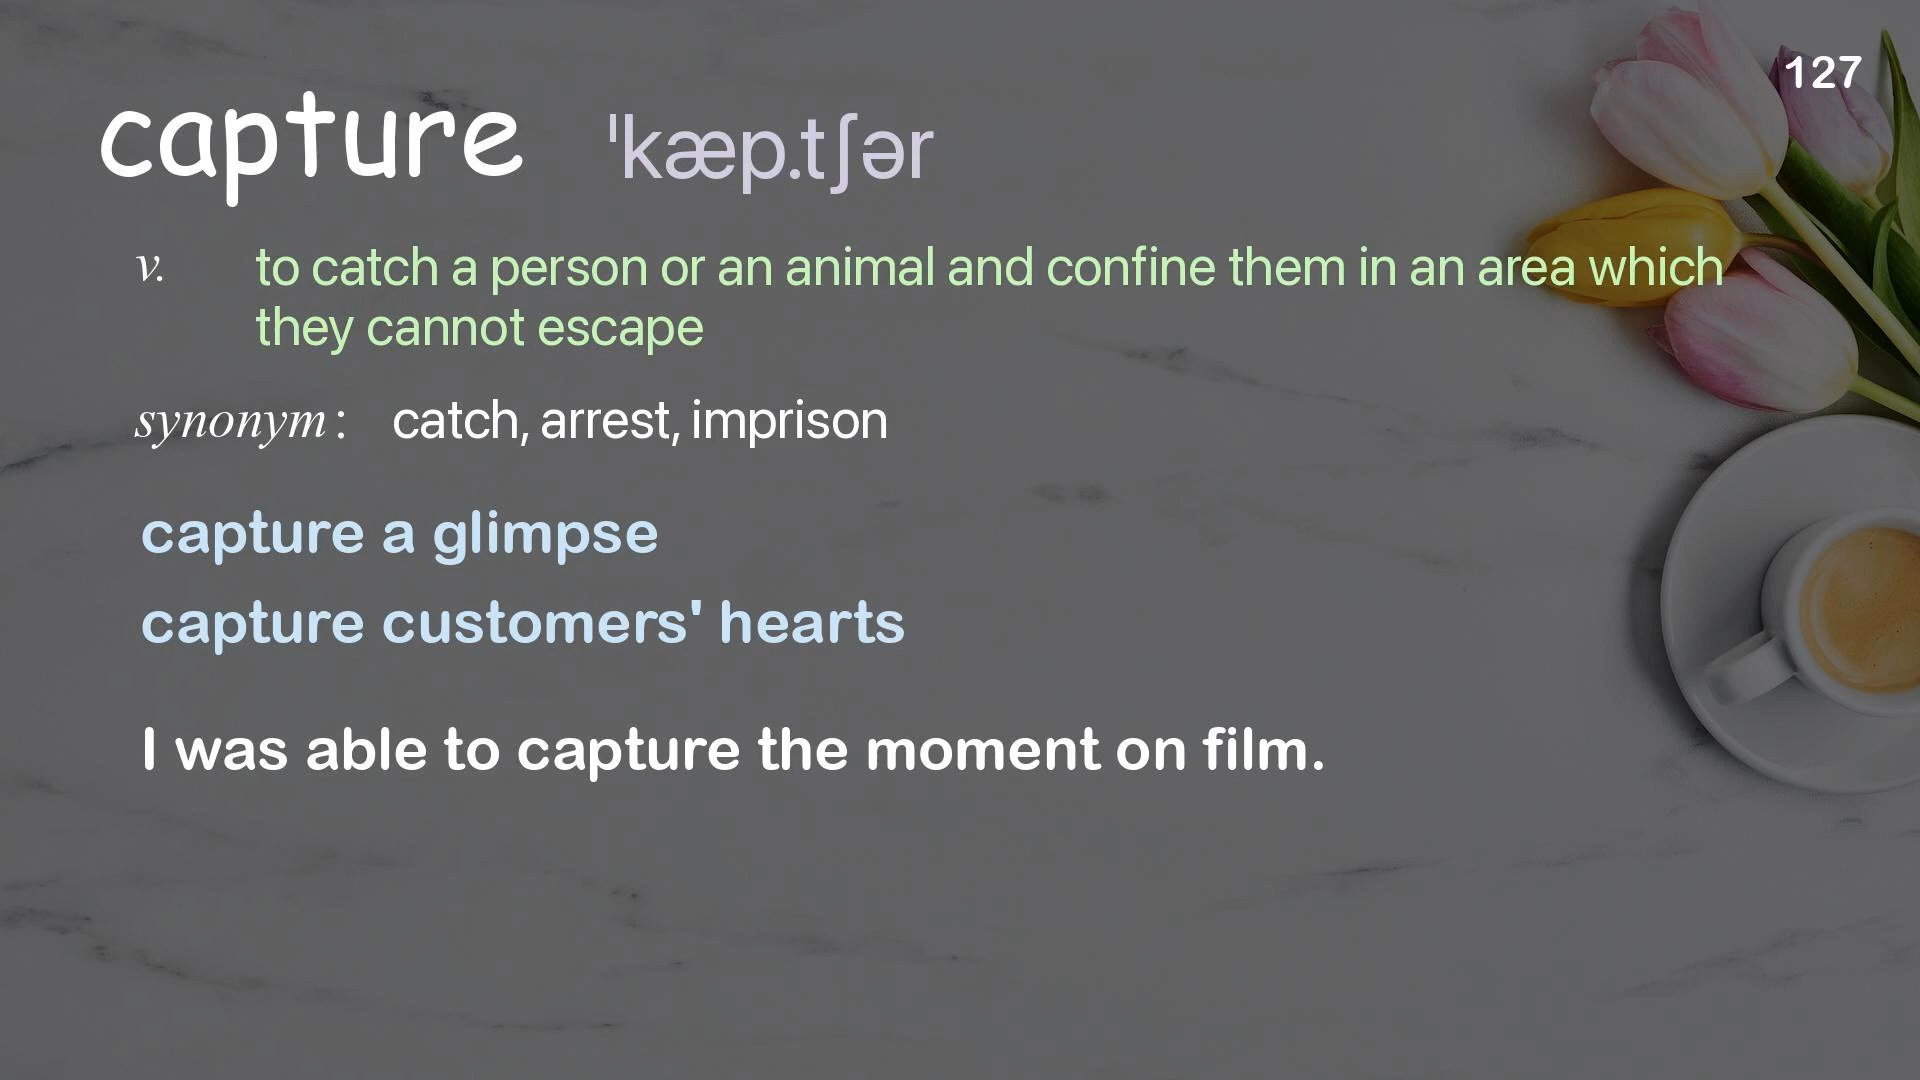 127
capture ˈkæp.tʃər
v. to catch a person or an animal and confine them in an area which
they cannot escape
synonym : catch, arrest, imprison
capture a glimpse
capture customers' hearts
I was able to capture the moment on film.